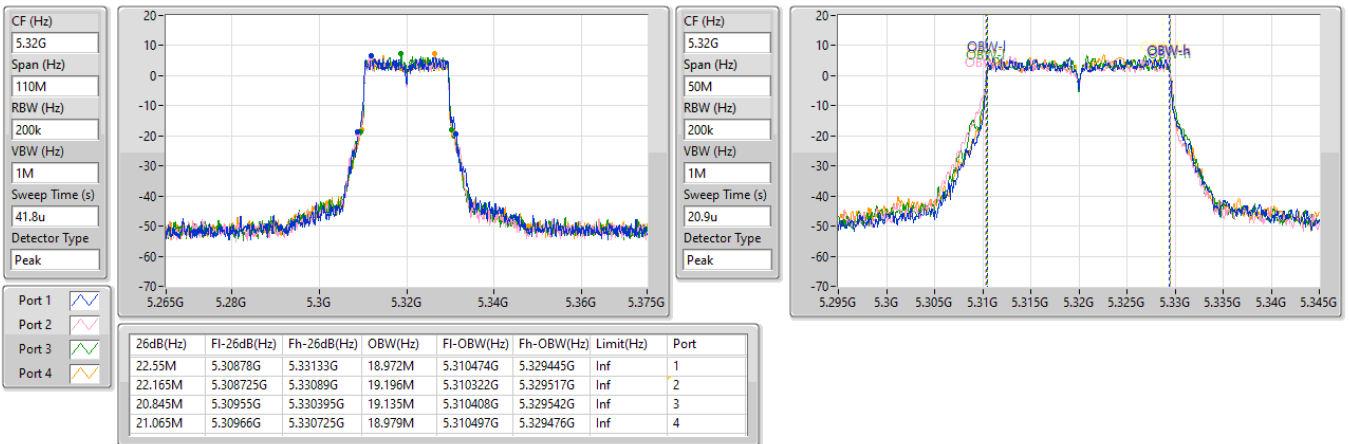 CF (Hz)
5.32G
Span (Hz)
110M
RBW (Hz)
200k
VBW (Hz)
1M
Sweep Time (s)
41.8u
Detector Type
Peak
20
10
0
-10
-20
-30
-40
-50
-60
-70
5.265G 5.28G 5.3G 5.32G 5.34G 5.36G 5.375G
CF (Hz)
5.32G
Span (Hz)
50M
RBW (Hz)
200k
VBW (Hz)
1M
Sweep Time (s)
20.9u
Detector Type
Peak
20
10
0
-10
-20
-30
-40
-50
-60
-70
OBW-l
OBW-h
5.295G 5.3G 5.305G 5.31G 5.315G 5.32G 5.325G 5.33G 5.335G 5.34G 5.345G
Port 1
Port 2
Port 3
Port 4
26dB(Hz) Fl-26dB(Hz) Fh-26dB(Hz) OBW(Hz) Fl-OBW(Hz) Fh-OBW(Hz) Limit(Hz) Port
22.55M 5.30878G 5.33133G 18.972M 5.310474G 5.329445G Inf 1
22.165M 5.308725G 5.33089G 19.196M 5.310322G 5.329517G Inf 2
20.845M 5.30955G 5.330395G 19.135M 5.310408G 5.329542G Inf 3
21.065M 5.30966G 5.330725G 18.979M 5.310497G 5.329476G Inf 4